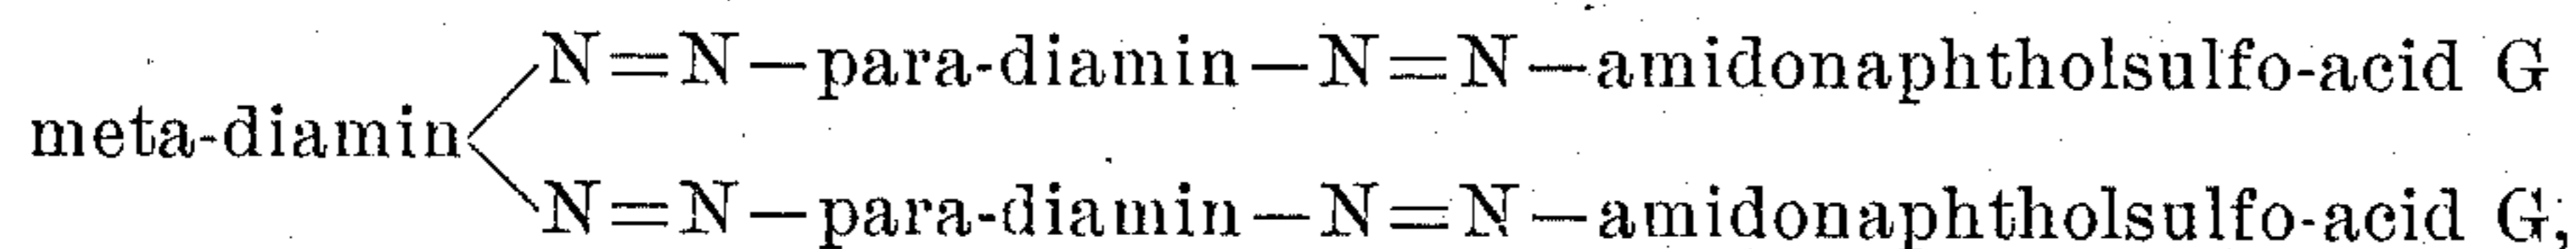 N=N—para-diamin—N=N—amidonaphtholsulfo-acid G
meta-diamin
N=N—para-diamin—N=N—amidonaphtholsulfo-acid G,